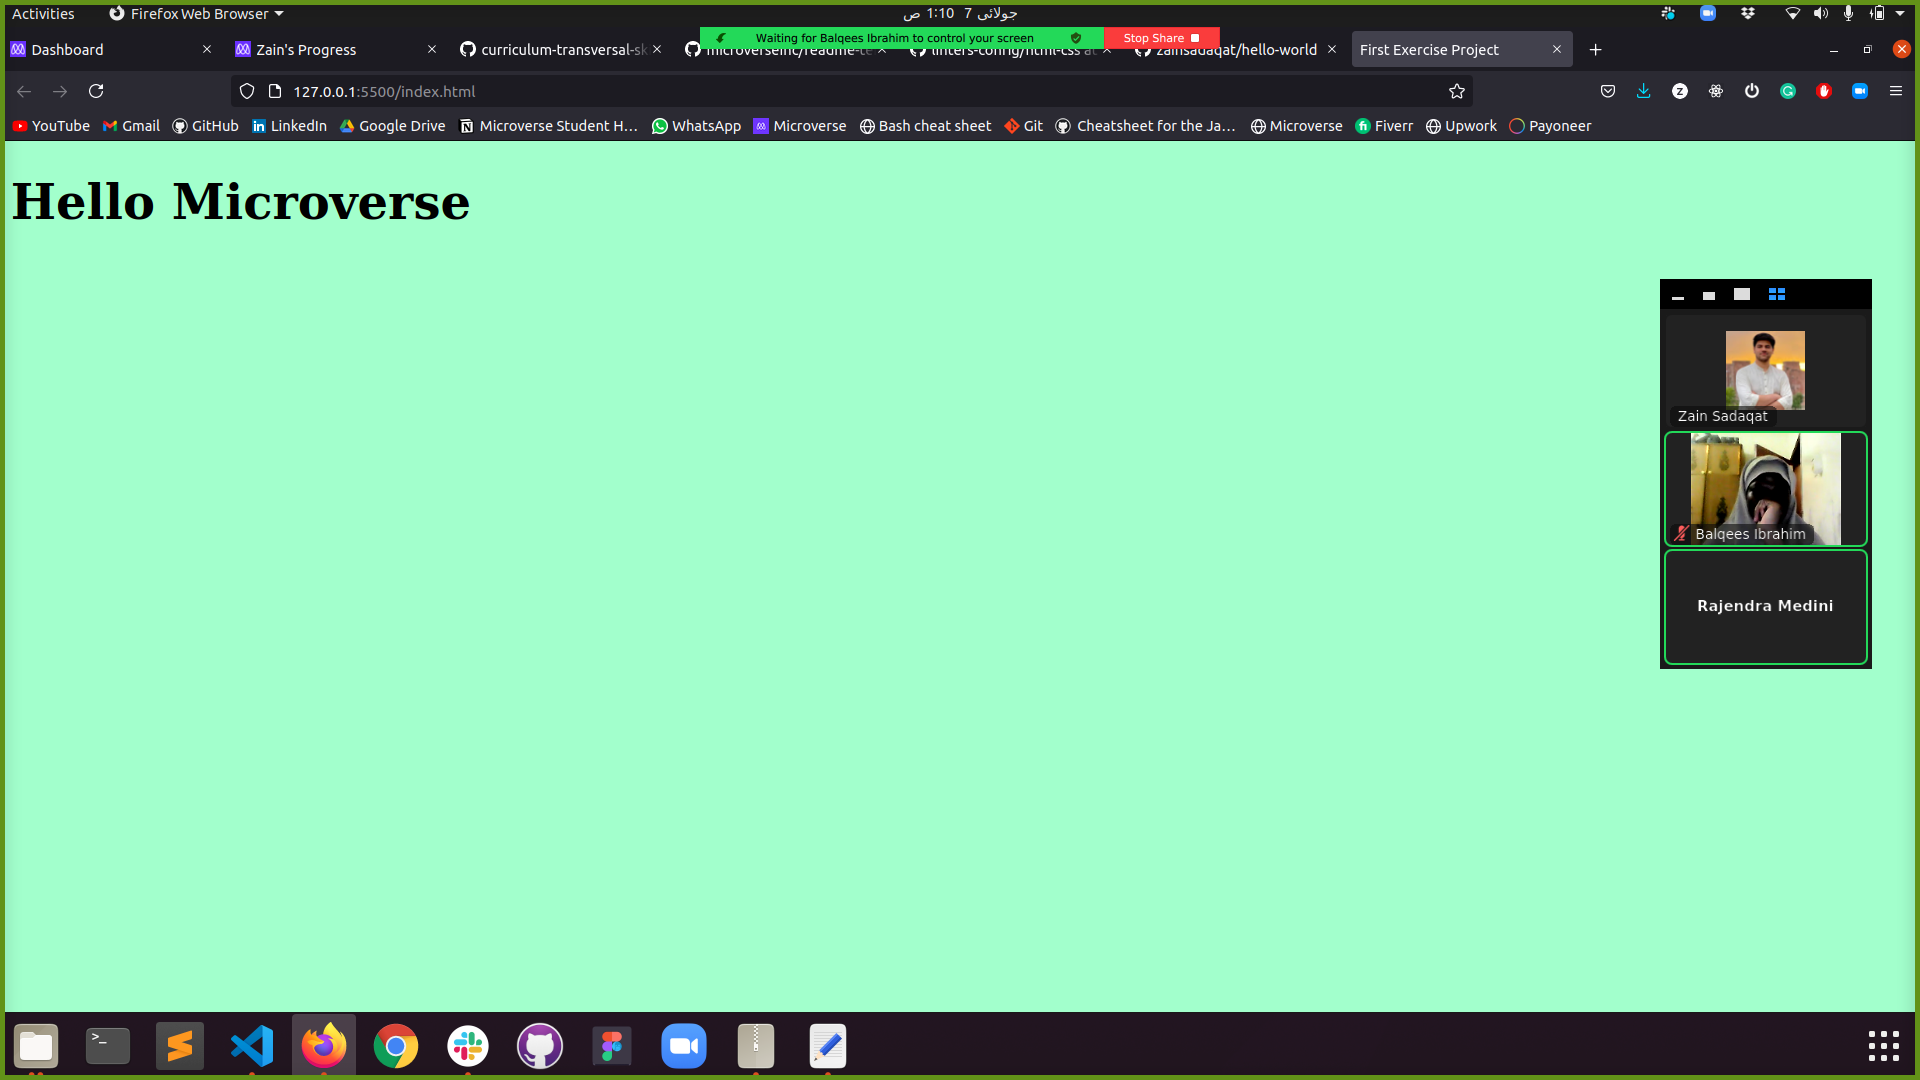 Activities
Firefox Web Browser
جولائی 7  1:10 ص
Waiting for Balqees Ibrahim to control your screen
Stop Share
Dashboard
Zain's Progress
curriculum-transversal-sk
microverseinc/readme-te
linters-config/html-css at
zainsadaqat/hello-world
First Exercise Project
127.0.0.1:5500/index.html
YouTube
Gmail
GitHub
LinkedIn
Google Drive
Microverse Student H…
WhatsApp
Microverse
Bash cheat sheet
Git
Cheatsheet for the Ja…
Microverse
Fiverr
Upwork
Payoneer
Hello Microverse
Zain Sadaqat
Balqees Ibrahim
Rajendra Medini